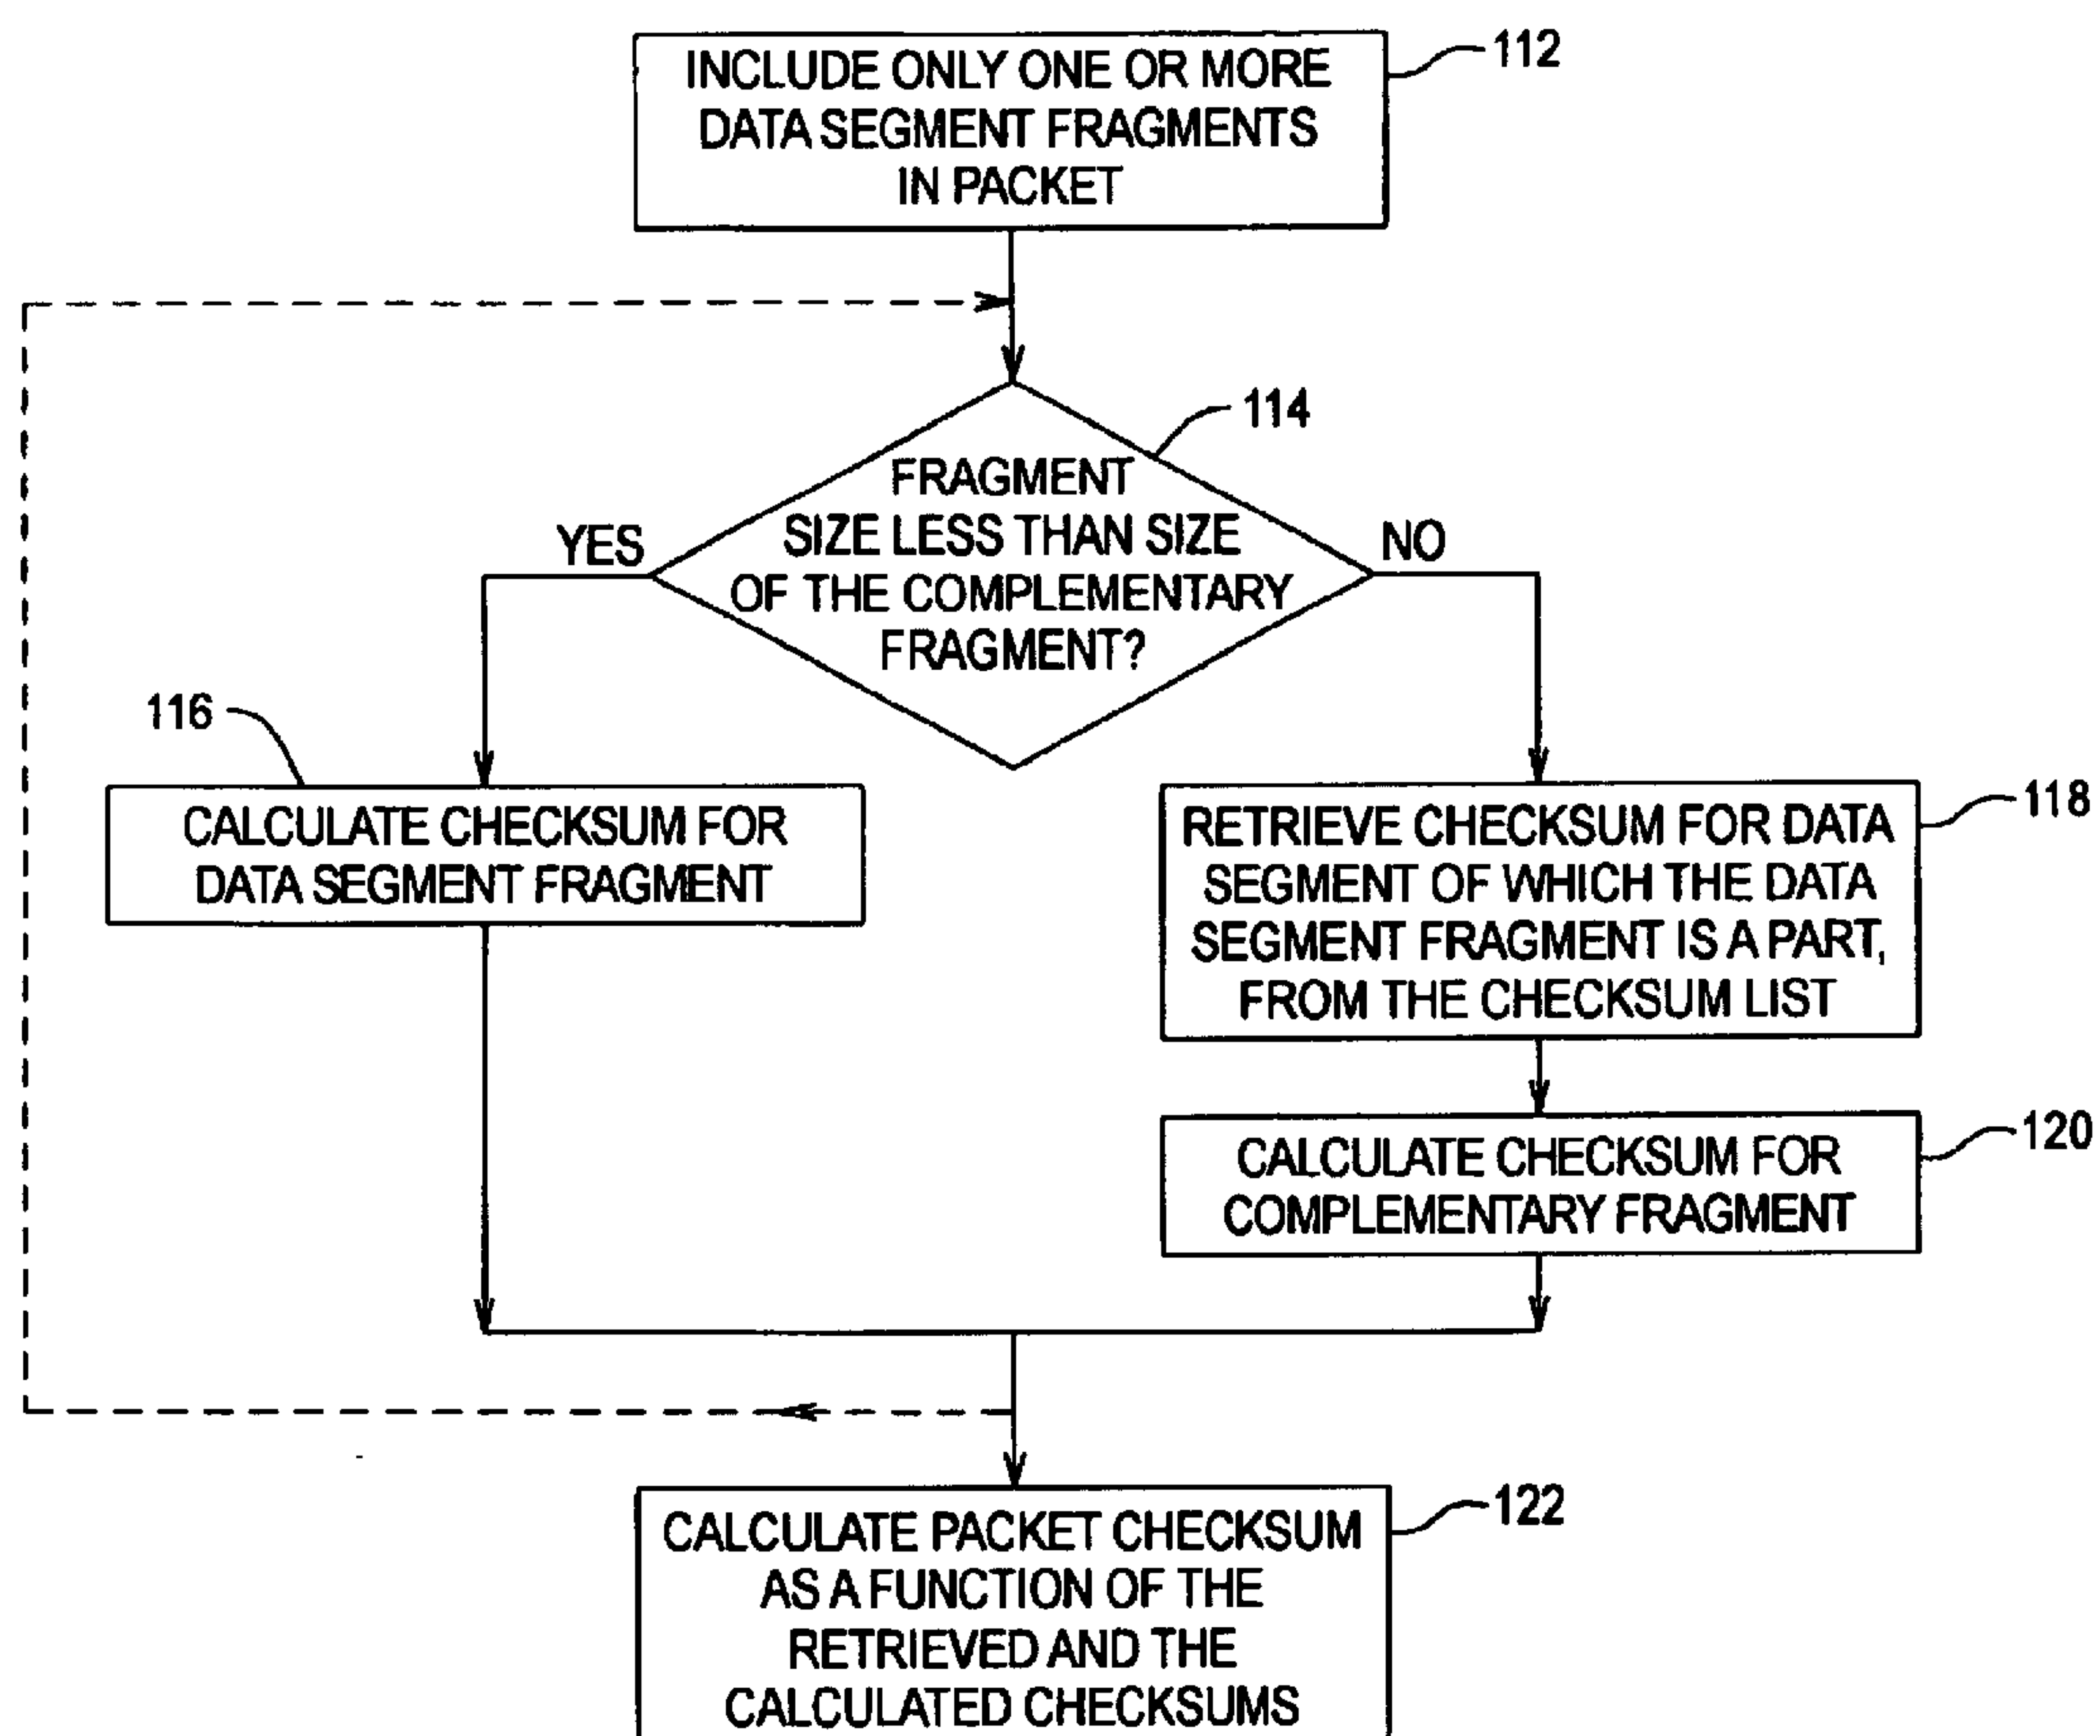 INCLUDE ONLY ONE OR MORE
DATA SEGMENT FRAGMENTS
IN PACKET
112
114
FRAGMENT
SIZE LESS THAN SIZE
OF THE COMPLEMENTARY
FRAGMENT?
YES
NO
116
CALCULATE CHECKSUM FOR
DATA SEGMENT FRAGMENT
118
RETRIEVE CHECKSUM FOR DATA
SEGMENT OF WHICH THE DATA
SEGMENT FRAGMENT IS A PART,
FROM THE CHECKSUM LIST
120
CALCULATE CHECKSUM FOR
COMPLEMENTARY FRAGMENT
122
CALCULATE PACKET CHECKSUM
AS A FUNCTION OF THE
RETRIEVED AND THE
CALCULATED CHECKSUMS